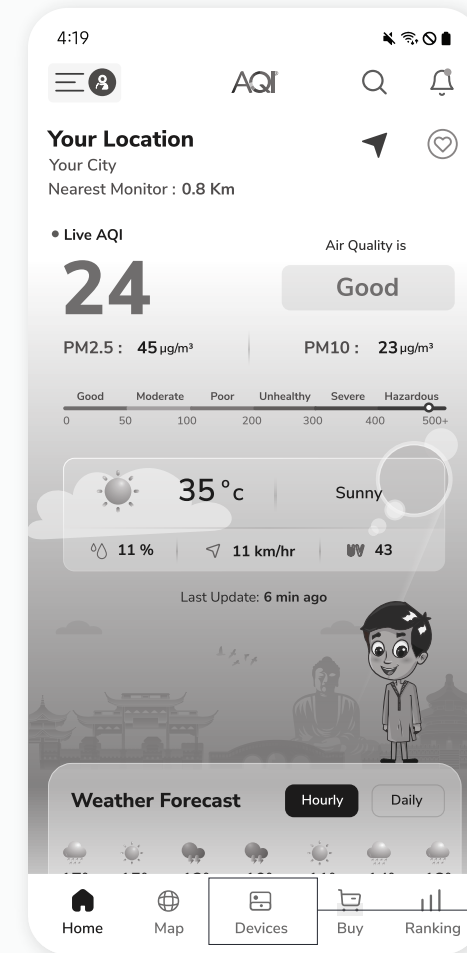 4:19
AQI
Your Location
Your City
Nearest Monitor : 0.8 Km
Live AQI
Air Quality is
24
Good
PM2.5 : 45 µg/m³ PM10 : 23 µg/m³
Good Moderate Poor Unhealthy Severe Hazardous
0 50 100 200 300 400 500+
35 °c Sunny
11 % 11 km/hr UV 43
Last Update: 6 min ago
Weather Forecast Hourly Daily
Home Map Devices Buy Ranking